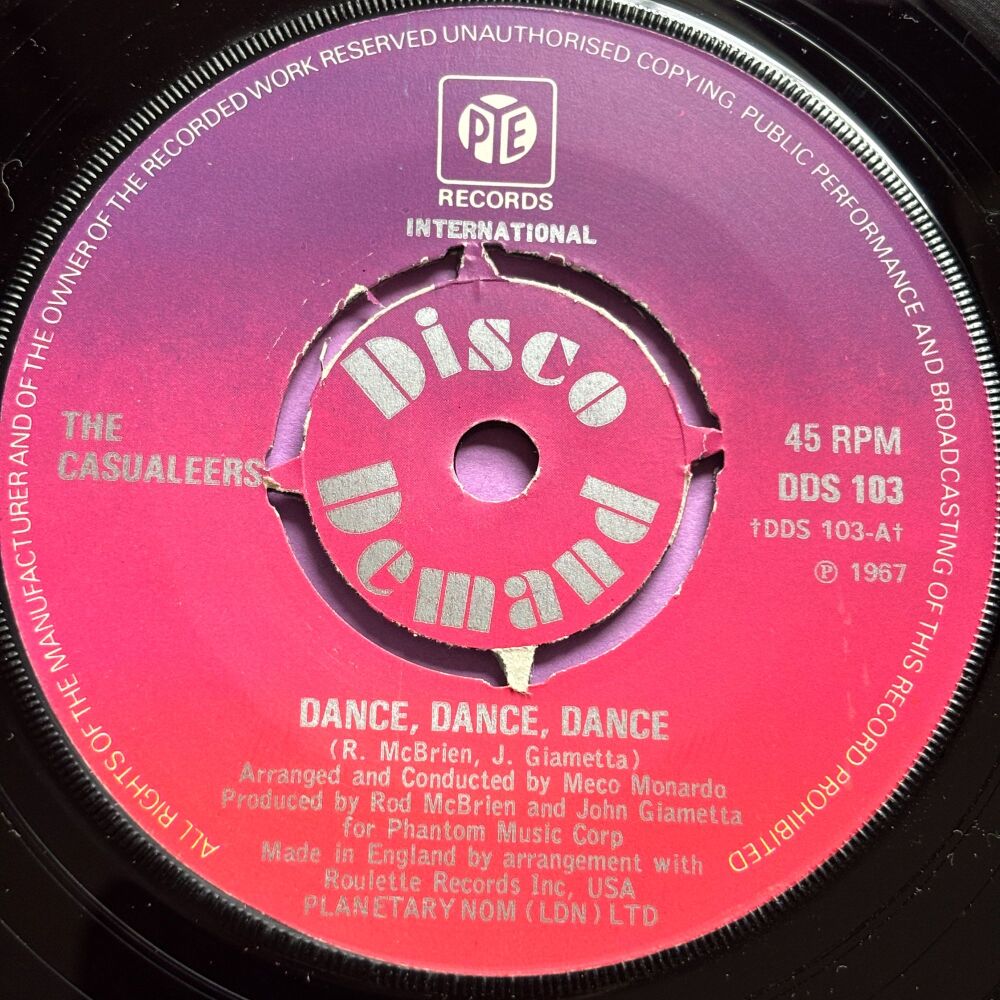 ALL RIGHTS OF THE MANUFACTURER AND OF THE OWNER OF THE RECORDED WORK RESERVED UNAUTHORISED COPYING. PUBLIC PERFORMANCE AND BROADCASTING OF THIS RECORD PROHIBITED
PYE
RECORDS
INTERNATIONAL
Disco
Demand
THE
CASUALEERS
45 RPM
DDS 103
†DDS 103-A†
℗ 1967
DANCE, DANCE, DANCE
(R. McBrien, J. Giametta)
Arranged and Conducted by Meco Monardo
Produced by Rod McBrien and John Giametta
for Phantom Music Corp
Made in England by arrangement with
Roulette Records Inc, USA
PLANETARY NOM (LDN) LTD